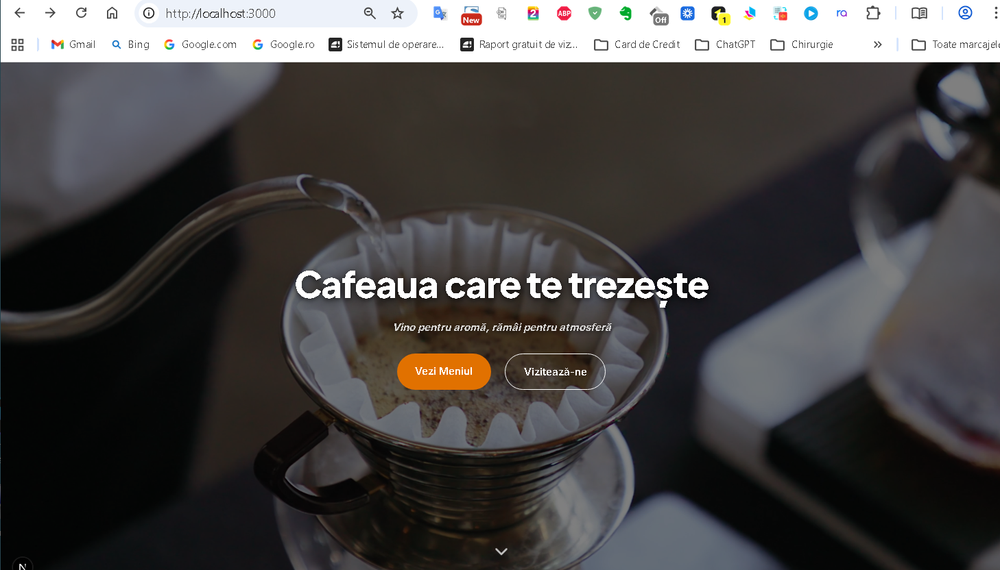 http://localhost:3000
New
2
ABP
Off
1
ra
Gmail
Bing
Google.com
Google.ro
Sistemul de operare...
Raport gratuit de viz...
Card de Credit
ChatGPT
Chirurgie
Toate marcajele
Cafeaua care te trezește
Vino pentru aromă, rămâi pentru atmosferă
Vezi Meniul
Vizitează-ne
N